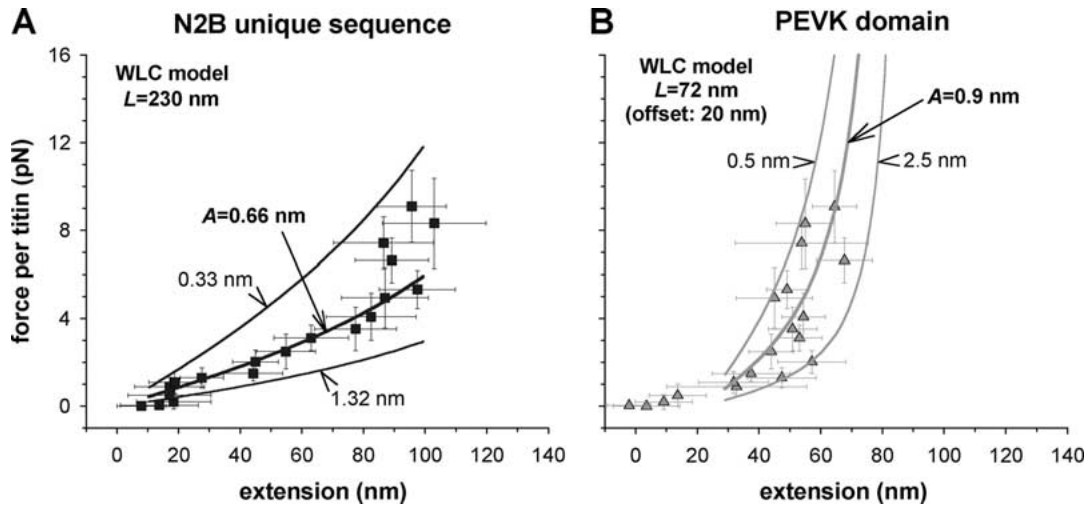 A
N2B unique sequence
WLC model
L=230 nm
A=0.66 nm
0.33 nm
1.32 nm
force per titin (pN)
16
12
8
4
0
0 20 40 60 80 100 120 140
extension (nm)
B
PEVK domain
WLC model
L=72 nm
(offset: 20 nm)
A=0.9 nm
0.5 nm
2.5 nm
0 20 40 60 80 100 120 140
extension (nm)